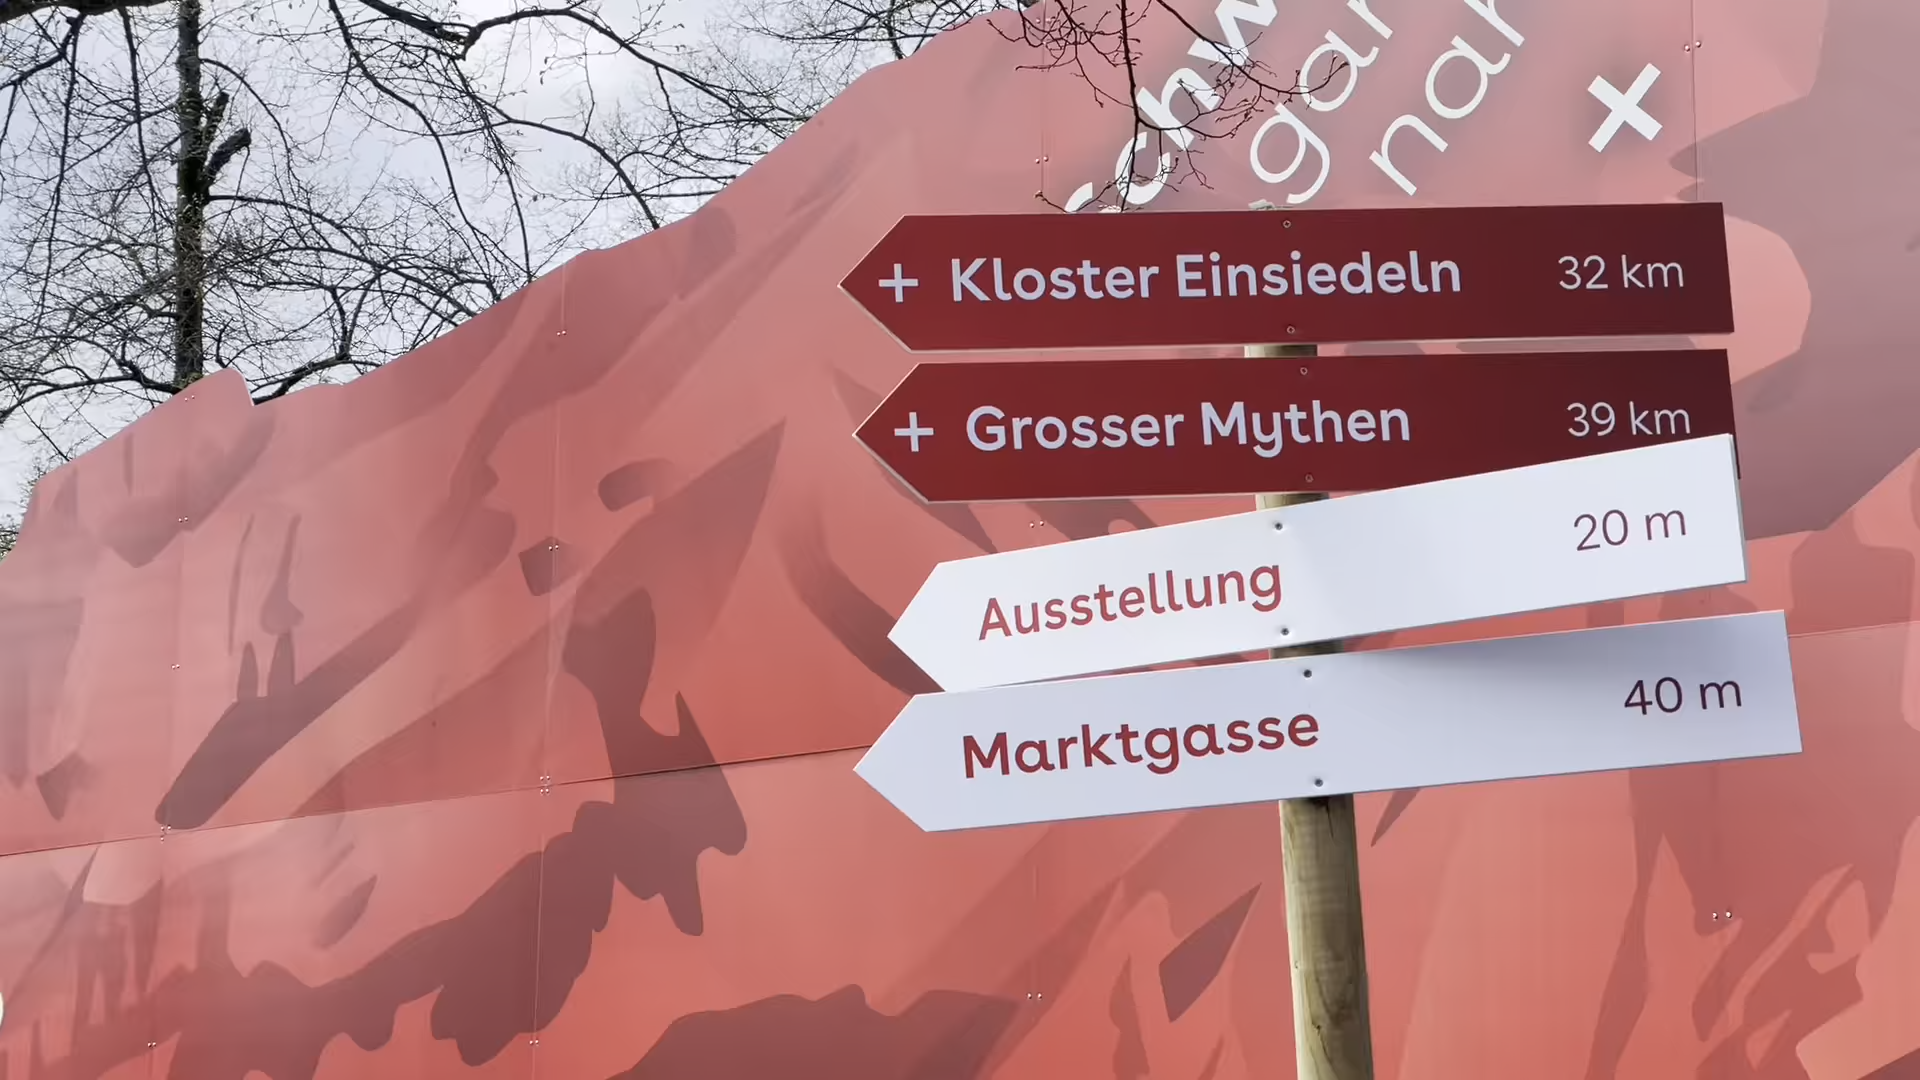 + Kloster Einsiedeln 32 km
+ Grosser Mythen 39 km
Ausstellung 20 m
Marktgasse 40 m